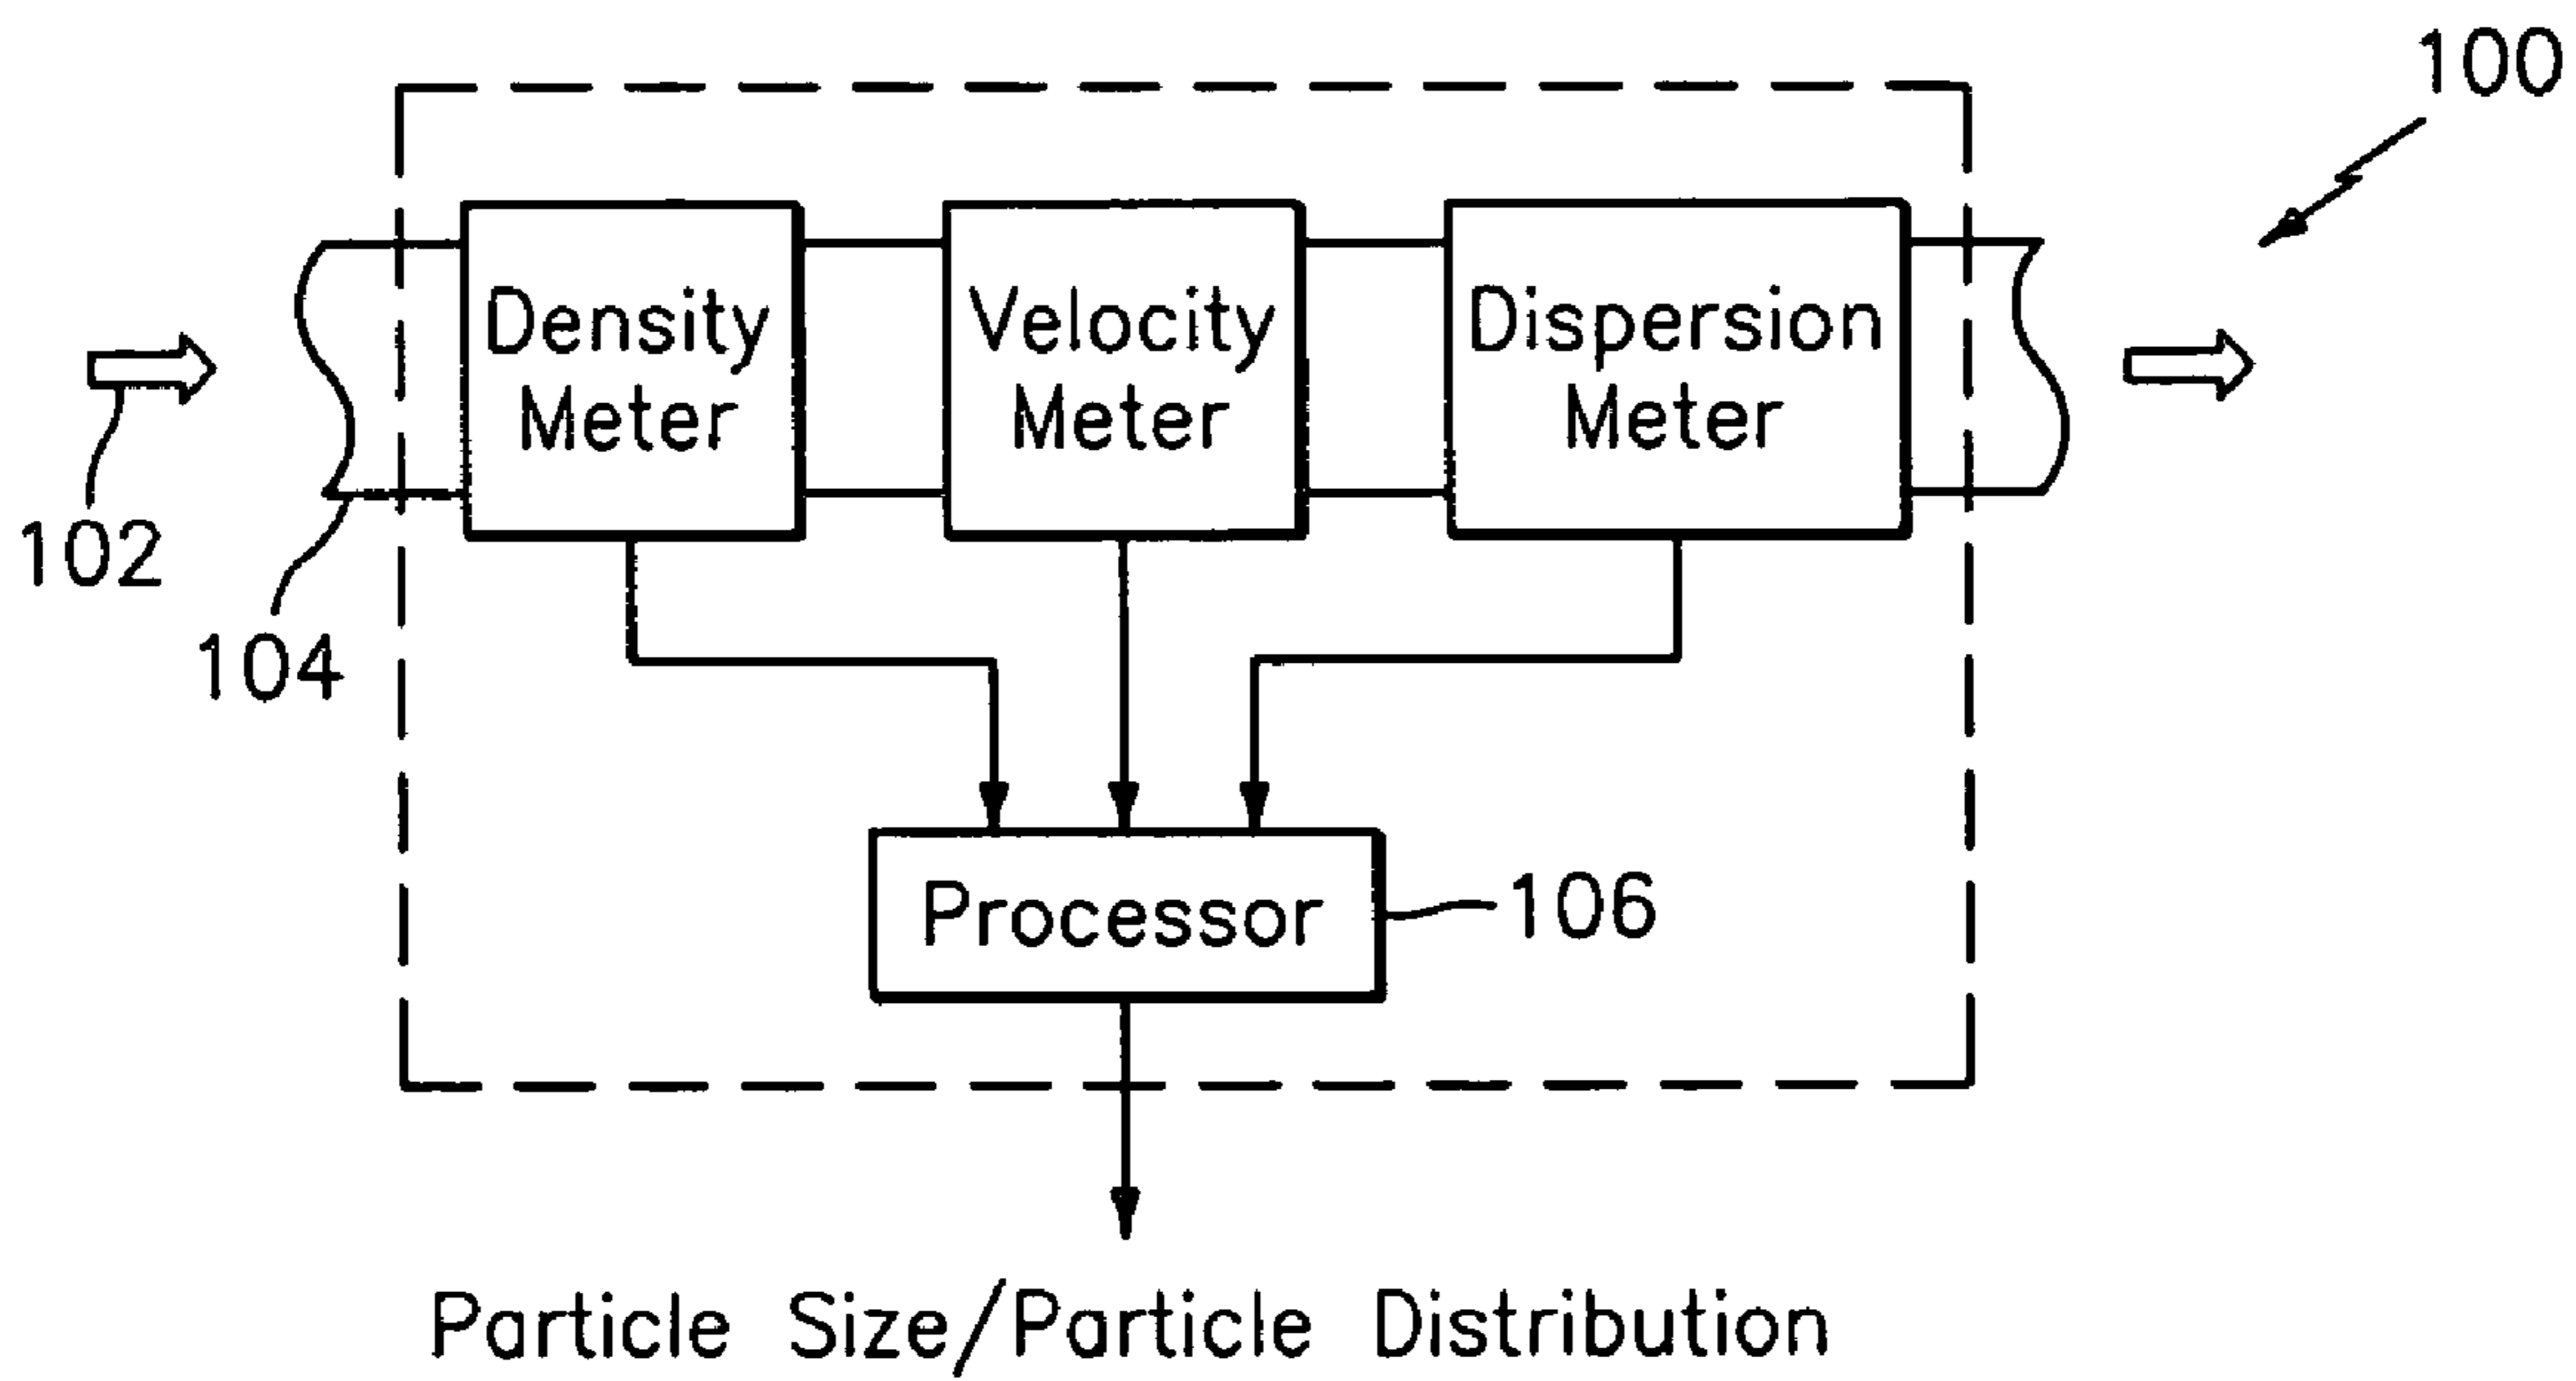 100
Density
Meter
Velocity
Meter
Dispersion
Meter
102
104
Processor
106
Particle Size/Particle Distribution